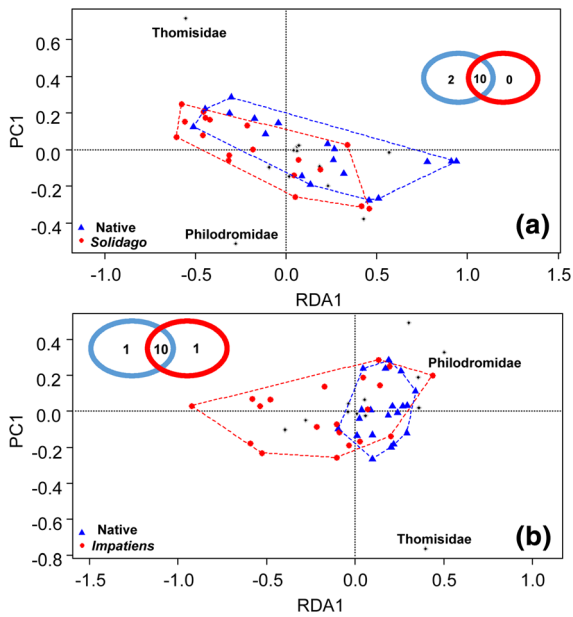 Thomisidae
2 10 0
0.6
0.4
0.2
0.0
-0.2
-0.4
PC1
Native
Solidago
Philodromidae
(a)
-1.0 -0.5 0.0 0.5 1.0 1.5
RDA1
1 10 1
0.4
0.2
0.0
-0.2
-0.4
-0.6
-0.8
PC1
Philodromidae
Native
Impatiens
Thomisidae
(b)
-1.5 -1.0 -0.5 0.0 0.5 1.0
RDA1